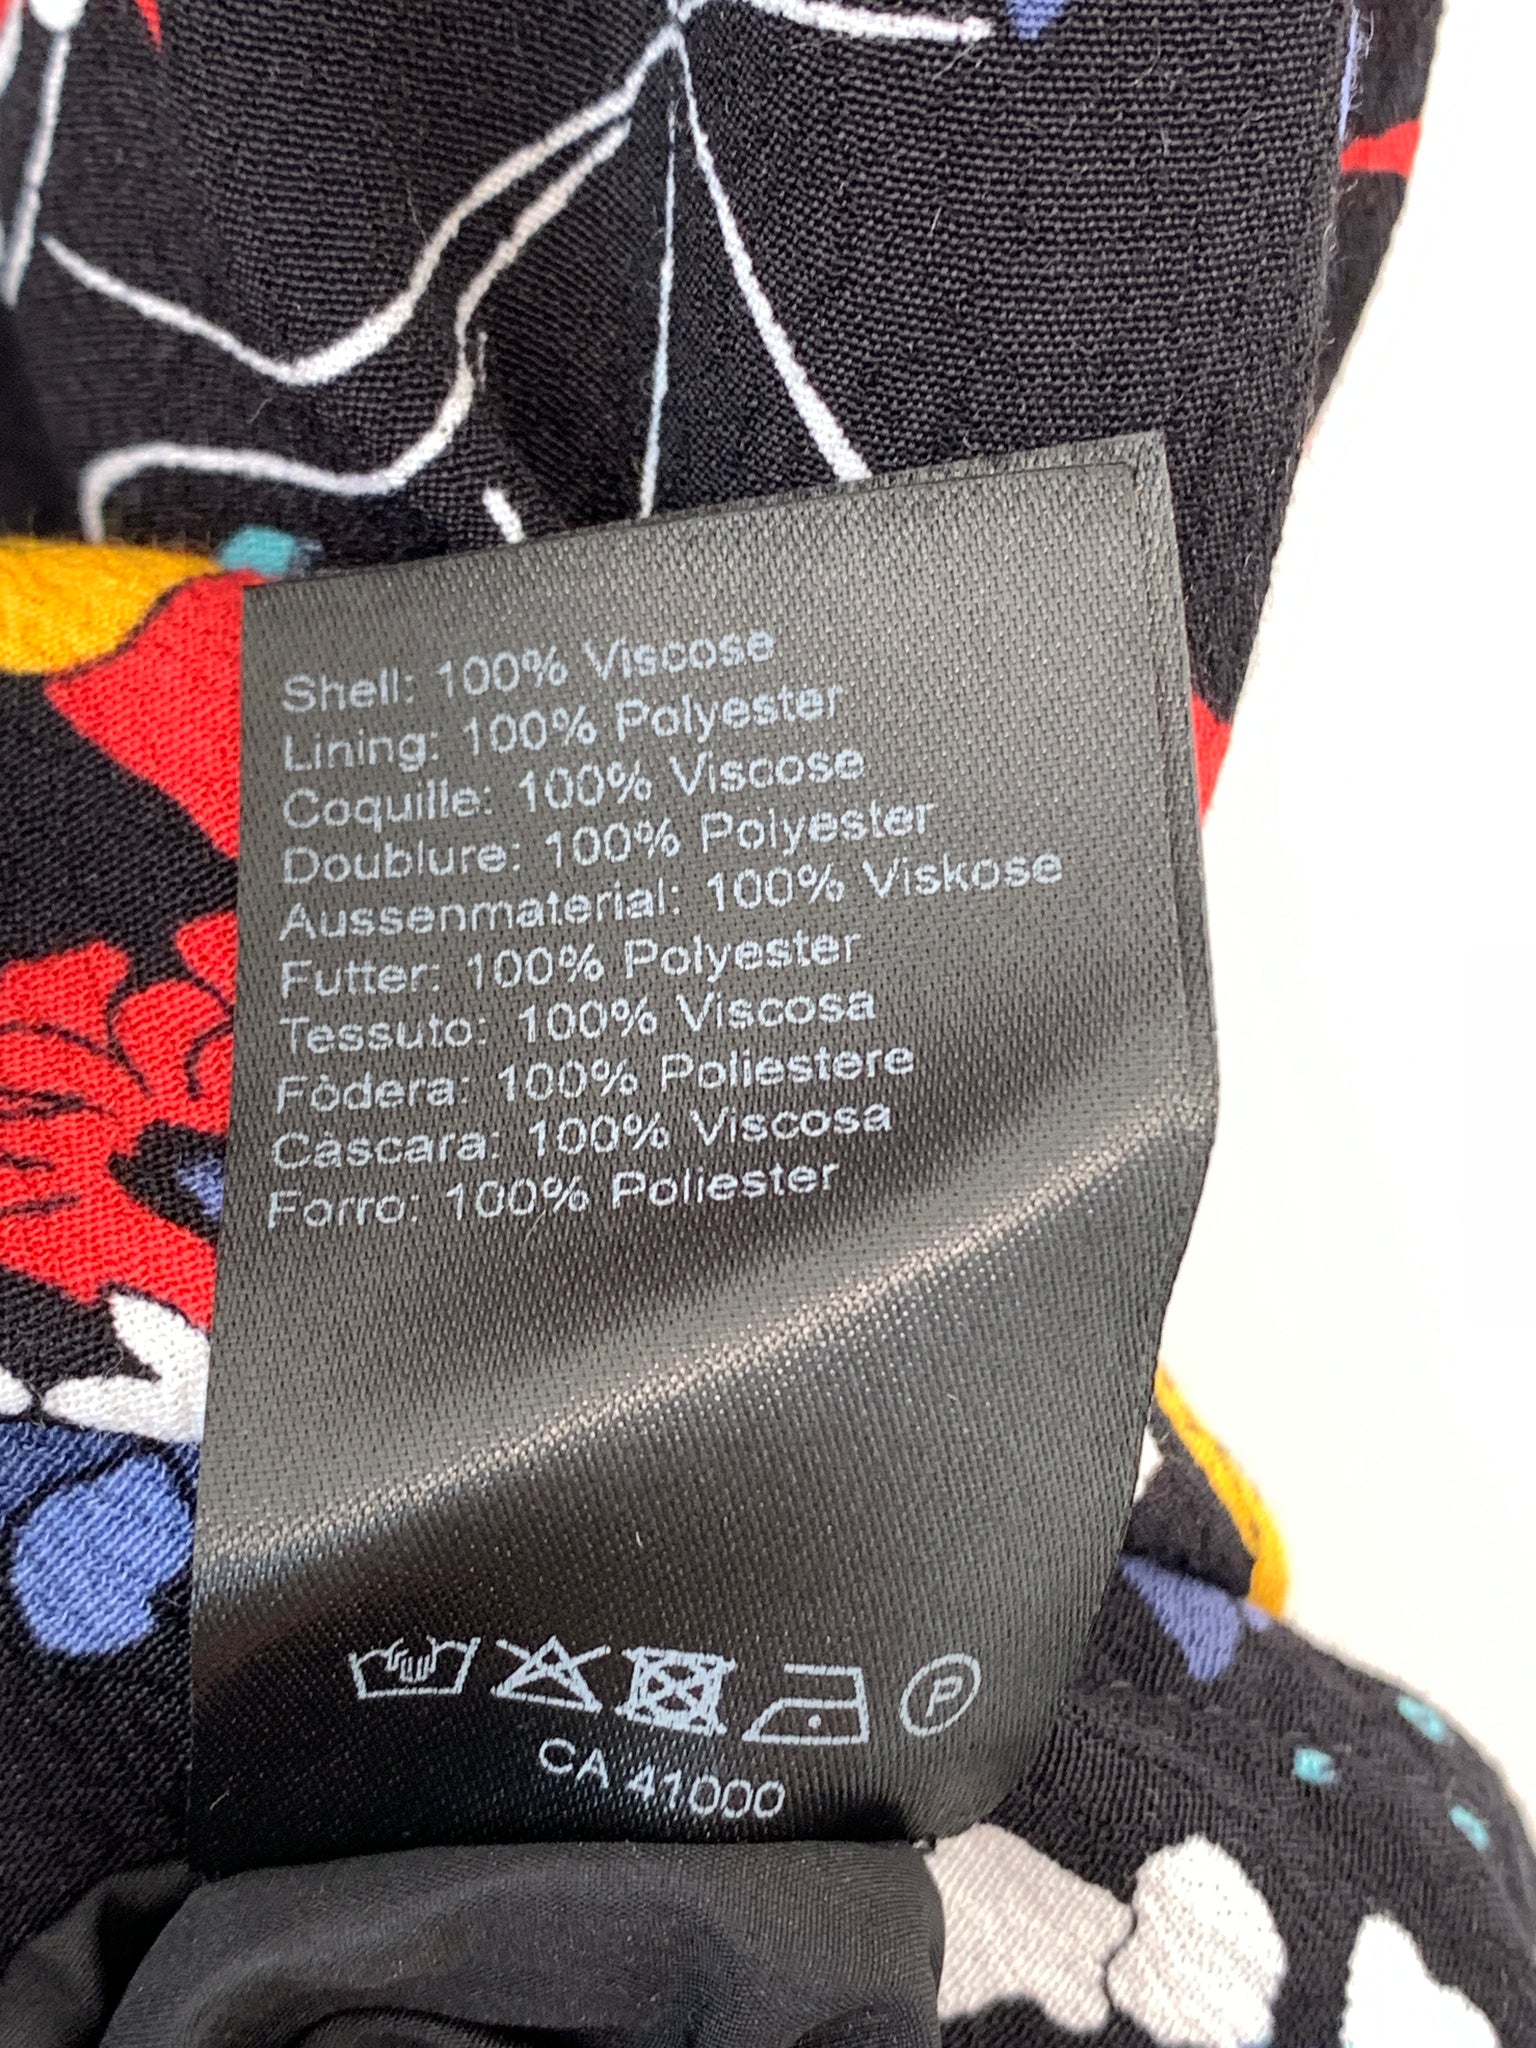 Shell: 100% Viscose
Lining: 100% Polyester
Coquille: 100% Viscose
Doublure: 100% Polyester
Aussenmaterial: 100% Viskose
Futter: 100% Polyester
Tessuto: 100% Viscosa
Fòdera: 100% Poliestere
Càscara: 100% Viscosa
Forro: 100% Poliester
P
CA 41000